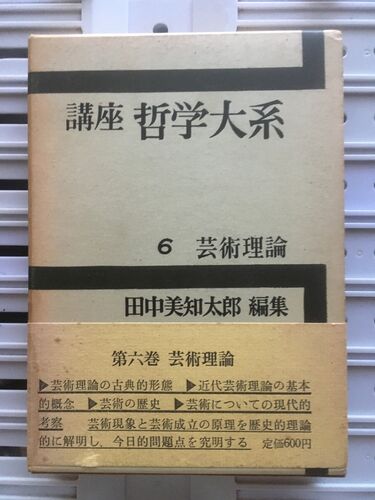 講座 哲学大系
6 芸術理論
田中美知太郎 編集
第六巻 芸術理論
▶芸術理論の古典的形態 ▶近代芸術理論の基本
的概念 ▶芸術の歴史 ▶芸術についての現代的
考察 芸術現象と芸術成立の原理を歴史的理論
的に解明し、今日的問題点を究明する 定価600円